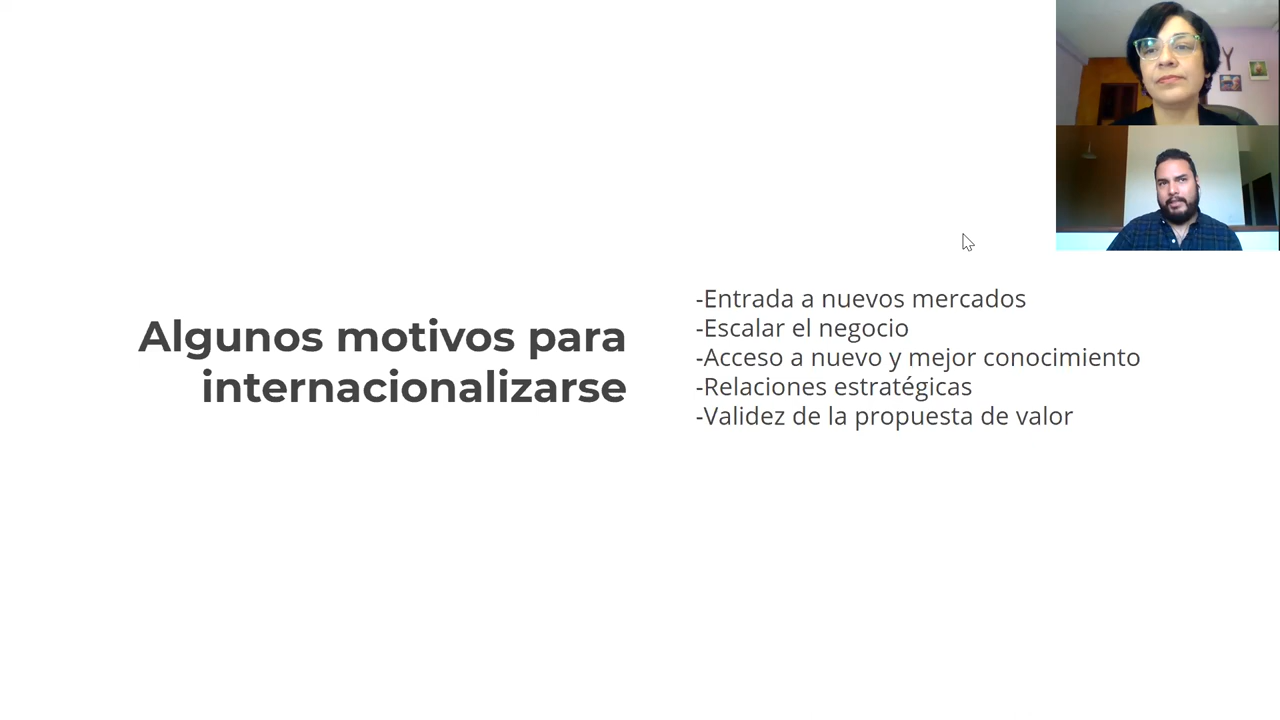 Algunos motivos para
internacionalizarse
-Entrada a nuevos mercados
-Escalar el negocio
-Acceso a nuevo y mejor conocimiento
-Relaciones estratégicas
-Validez de la propuesta de valor